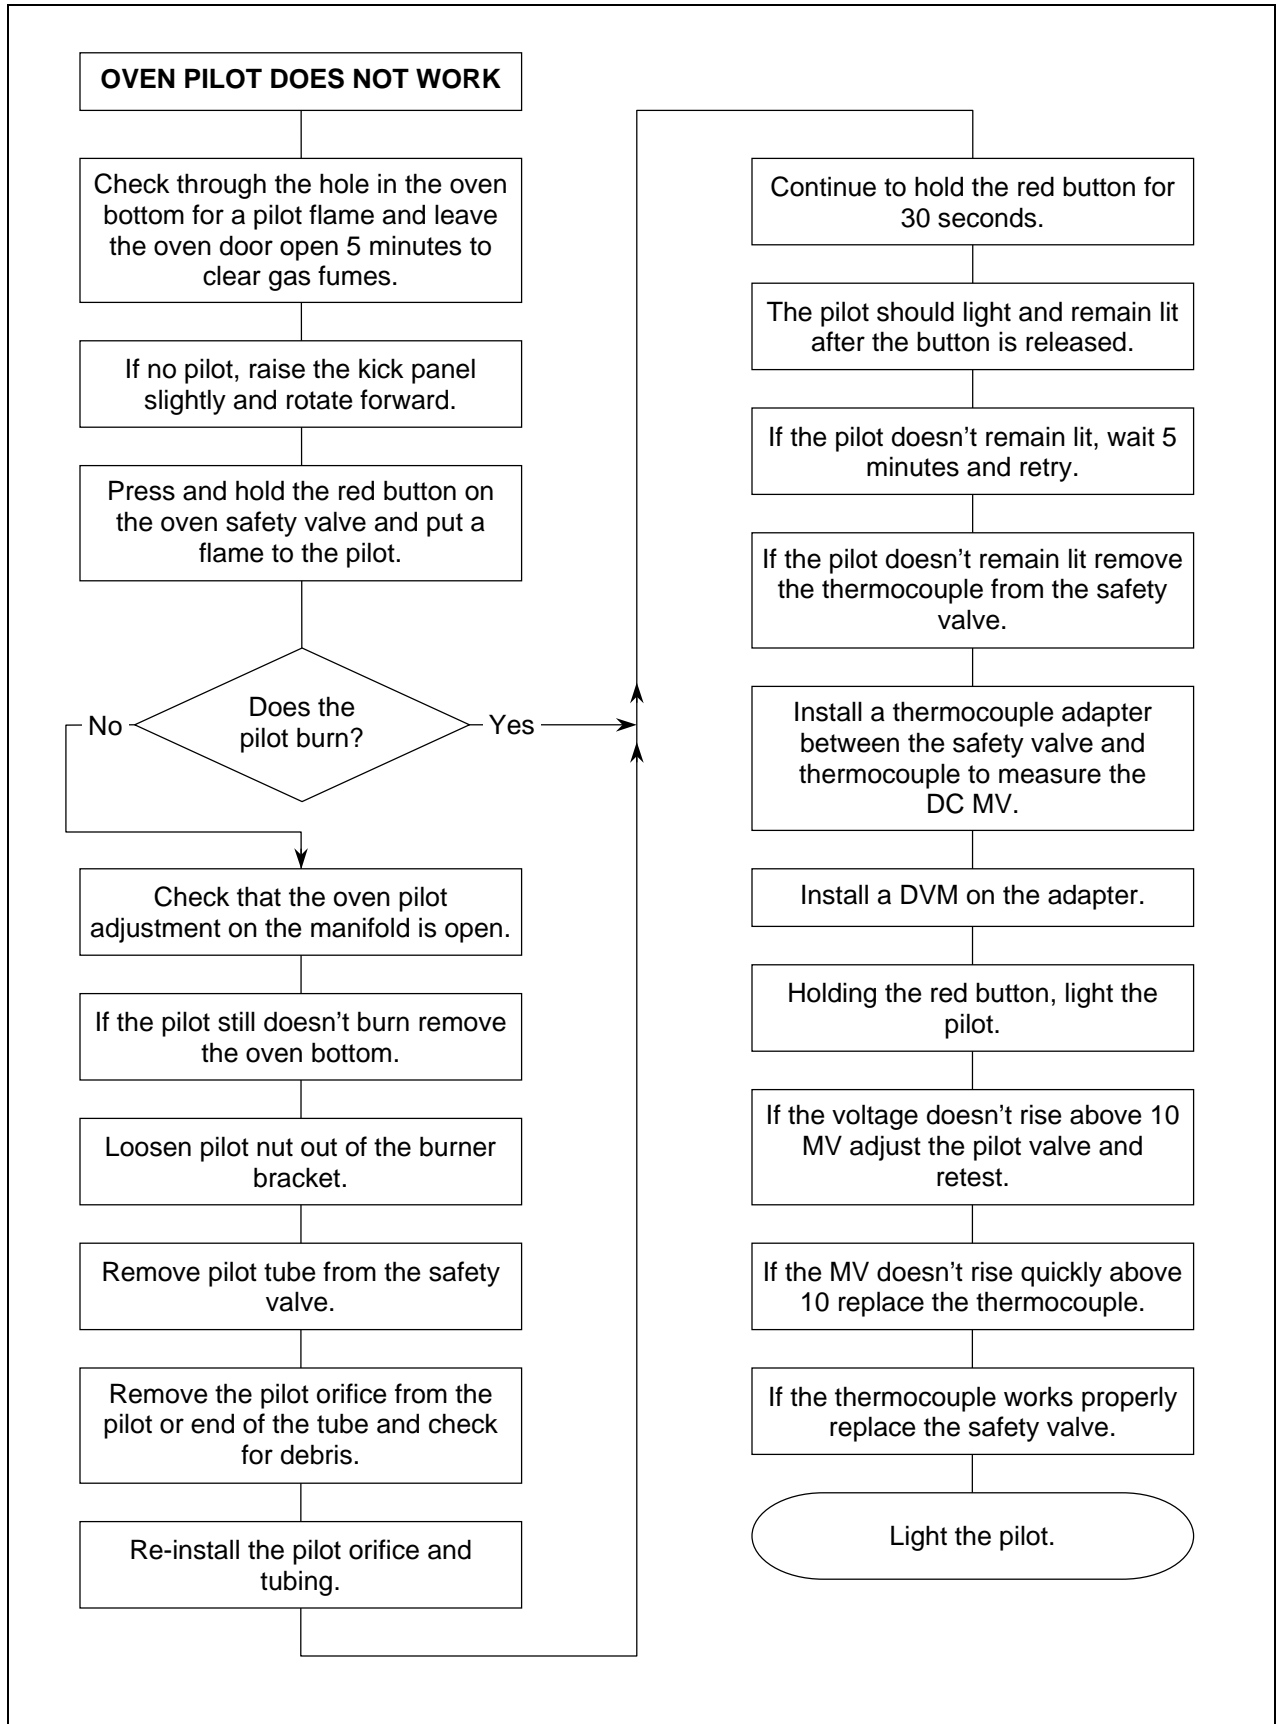 OVEN PILOT DOES NOT WORK
Check through the hole in the oven
bottom for a pilot flame and leave
the oven door open 5 minutes to
clear gas fumes.
If no pilot, raise the kick panel
slightly and rotate forward.
Press and hold the red button on
the oven safety valve and put a
flame to the pilot.
Does the
pilot burn?
No
Yes
Check that the oven pilot
adjustment on the manifold is open.
If the pilot still doesn't burn remove
the oven bottom.
Loosen pilot nut out of the burner
bracket.
Remove pilot tube from the safety
valve.
Remove the pilot orifice from the
pilot or end of the tube and check
for debris.
Re-install the pilot orifice and
tubing.
Continue to hold the red button for
30 seconds.
The pilot should light and remain lit
after the button is released.
If the pilot doesn't remain lit, wait 5
minutes and retry.
If the pilot doesn't remain lit remove
the thermocouple from the safety
valve.
Install a thermocouple adapter
between the safety valve and
thermocouple to measure the
DC MV.
Install a DVM on the adapter.
Holding the red button, light the
pilot.
If the voltage doesn't rise above 10
MV adjust the pilot valve and
retest.
If the MV doesn't rise quickly above
10 replace the thermocouple.
If the thermocouple works properly
replace the safety valve.
Light the pilot.